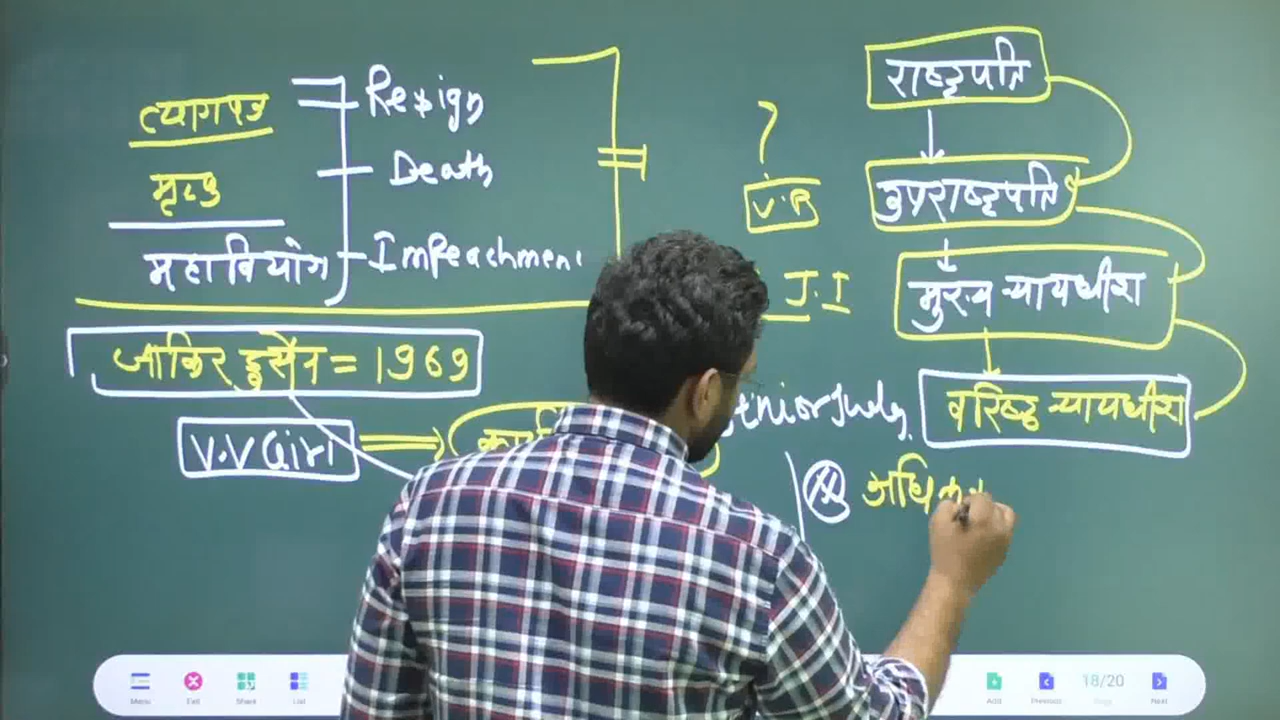 त्यागपत्र Resign
मृत्यु Death
महाभियोग Impeachment
जाकिर हुसैन = 1969
V.V Giri
?
V.P
J.I
राष्ट्रपति
उपराष्ट्रपति
मुख्य न्यायधीश
वरिष्ठ न्यायधीश
अधिक
Menu Exit Share List
Add Previous 18/20 Next